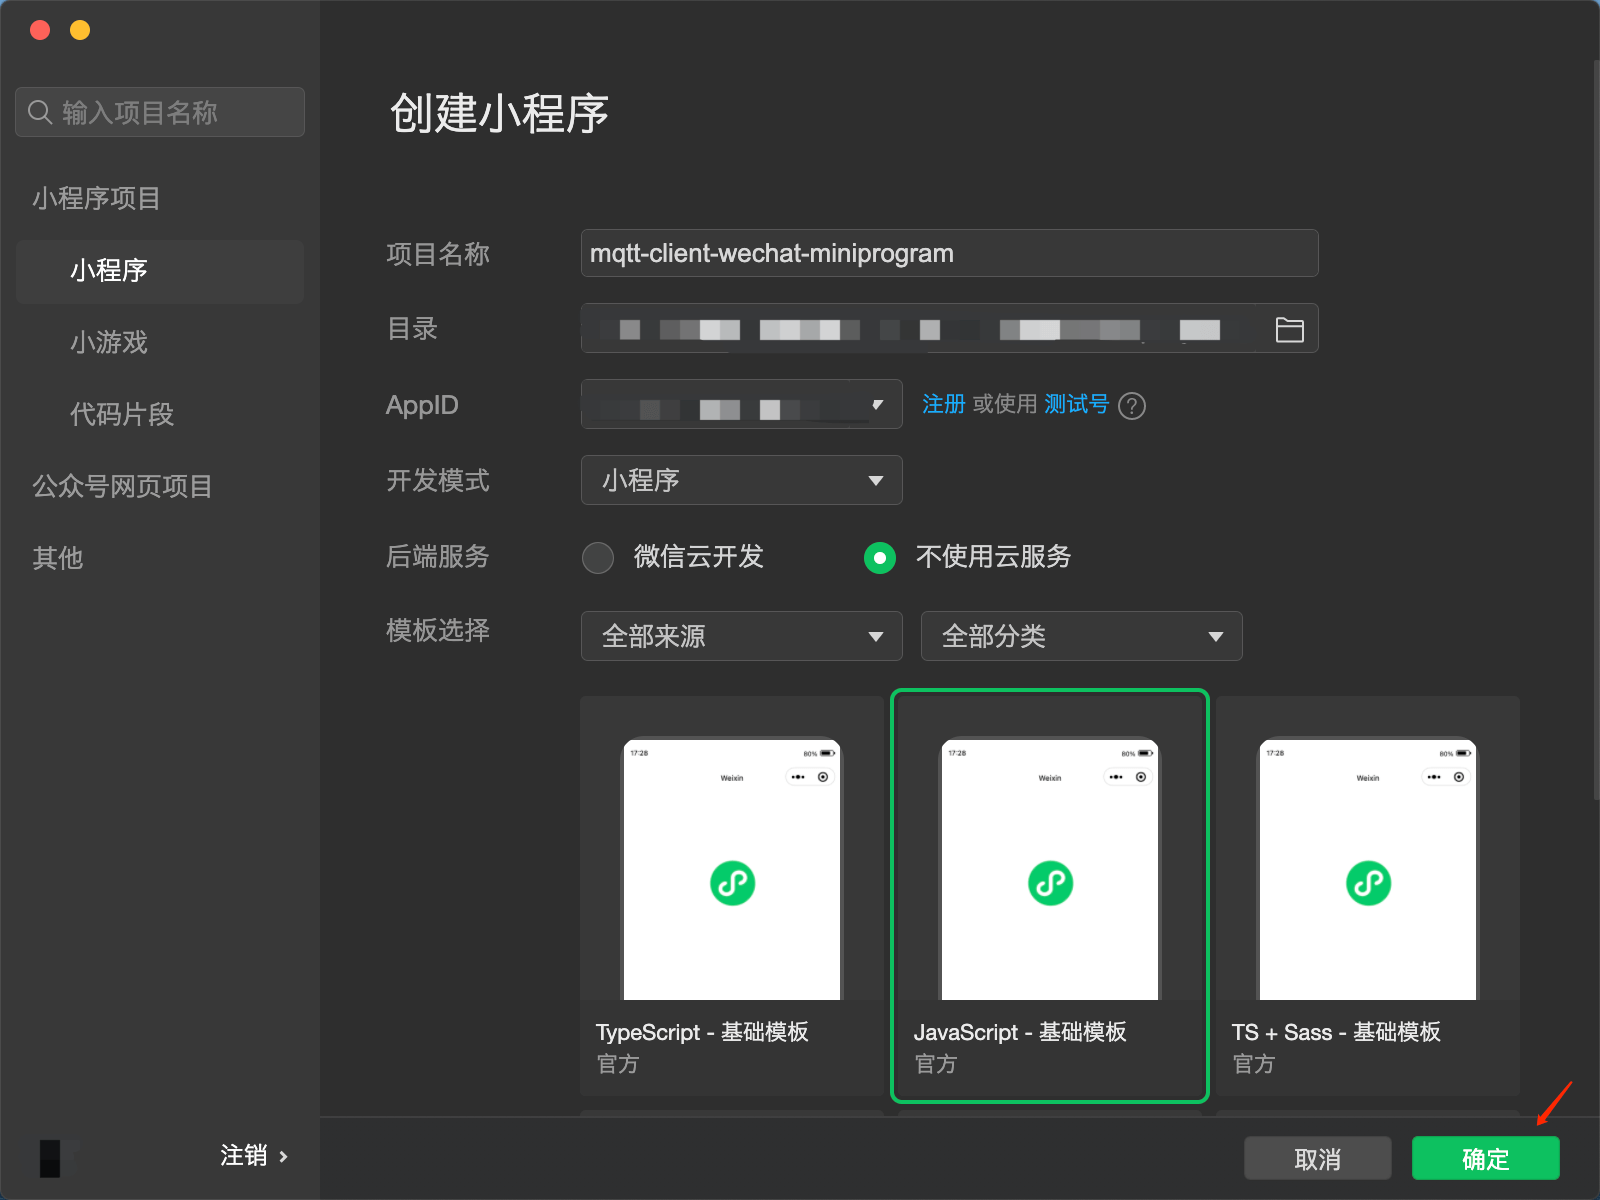 输入项目名称
小程序项目
小程序
小游戏
代码片段
公众号网页项目
其他
注销
创建小程序
项目名称 mqtt-client-wechat-miniprogram
目录
AppID 注册 或使用 测试号 ?
开发模式 小程序
后端服务 微信云开发 不使用云服务
模板选择 全部来源 全部分类
17:28 80% 17:28 80% 17:28 80%
Weixin Weixin Weixin
TypeScript - 基础模板 JavaScript - 基础模板 TS + Sass - 基础模板
官方 官方 官方
取消 确定